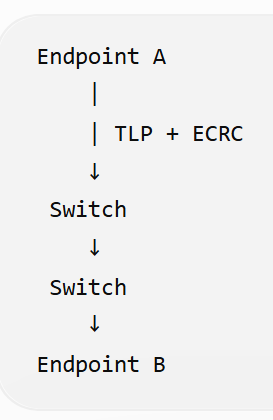 Endpoint A
|
| TLP + ECRC
↓
Switch
↓
Switch
↓
Endpoint B